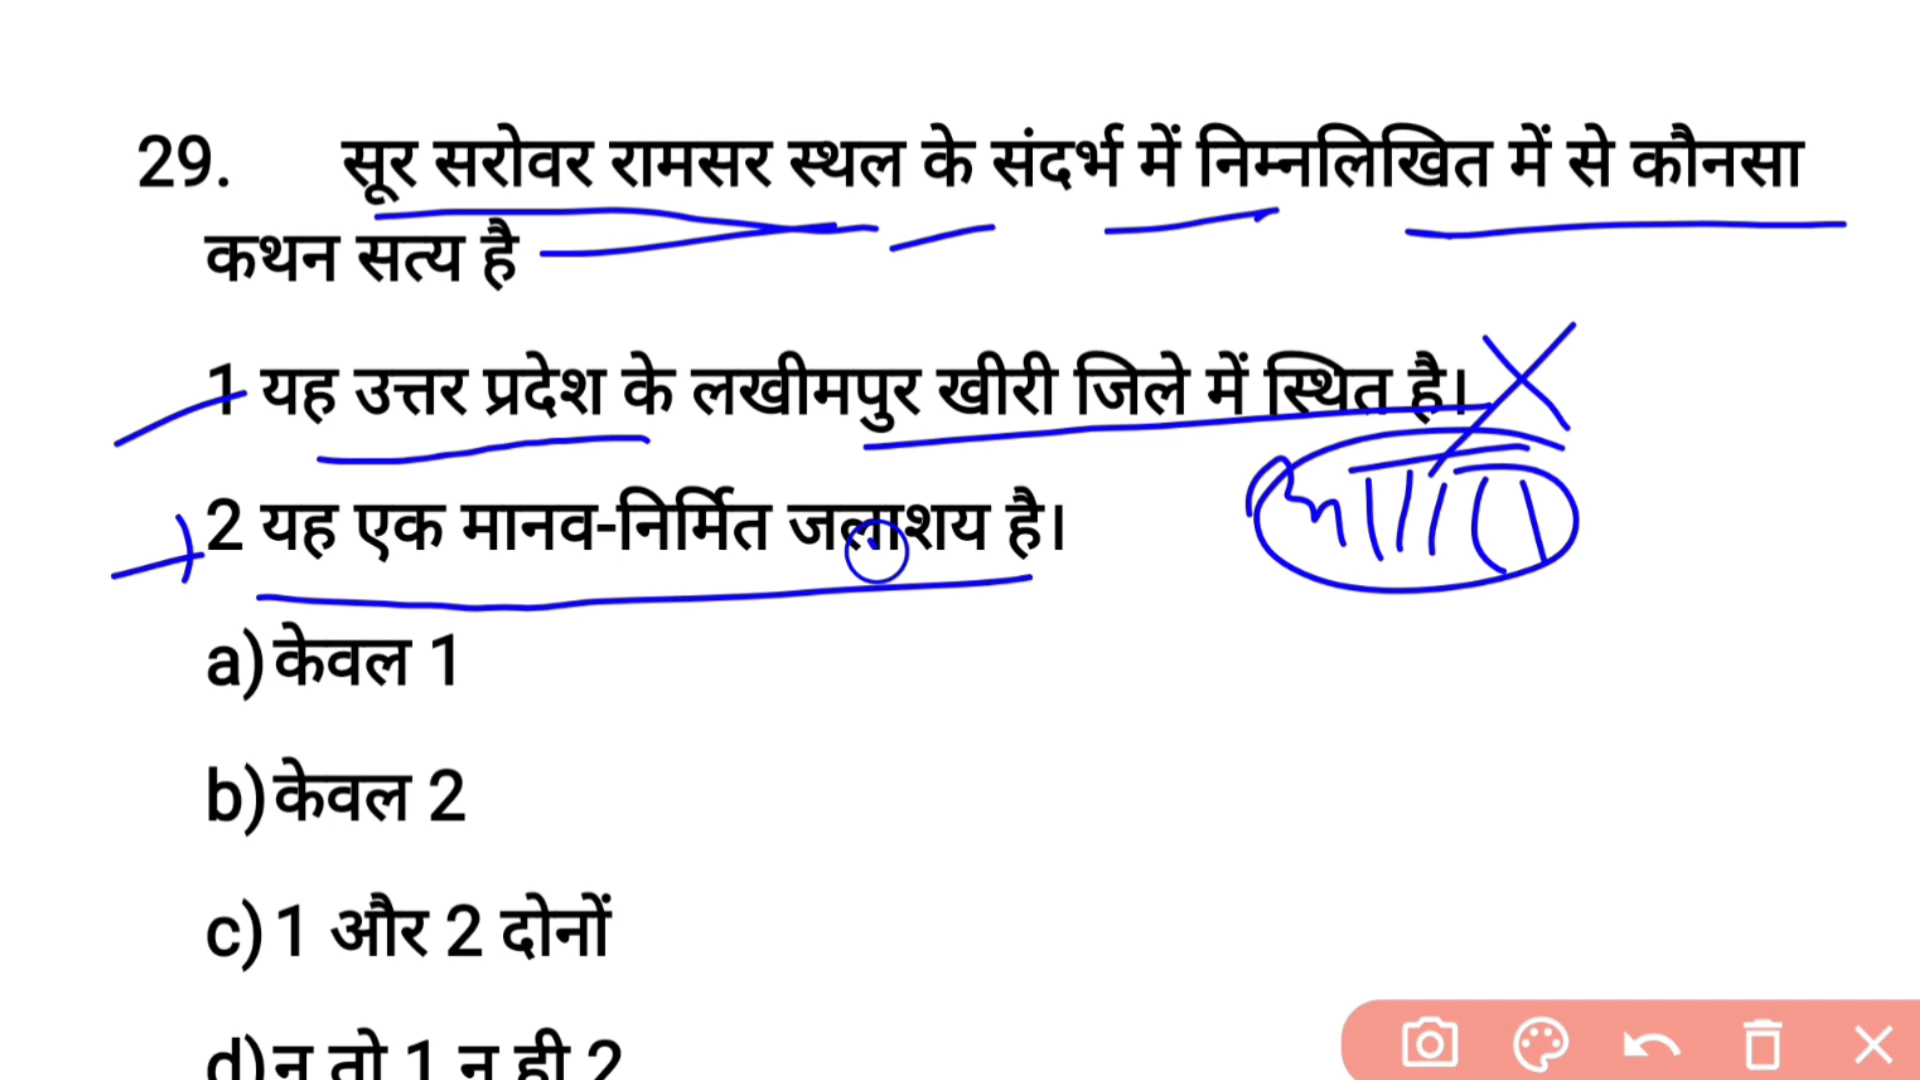 29. सूर सरोवर रामसर स्थल के संदर्भ में निम्नलिखित में से कौनसा
कथन सत्य है
1 यह उत्तर प्रदेश के लखीमपुर खीरी जिले में स्थित है।
2 यह एक मानव-निर्मित जलाशय है।
a) केवल 1
b) केवल 2
c) 1 और 2 दोनों
d) न तो 1 न ही 2